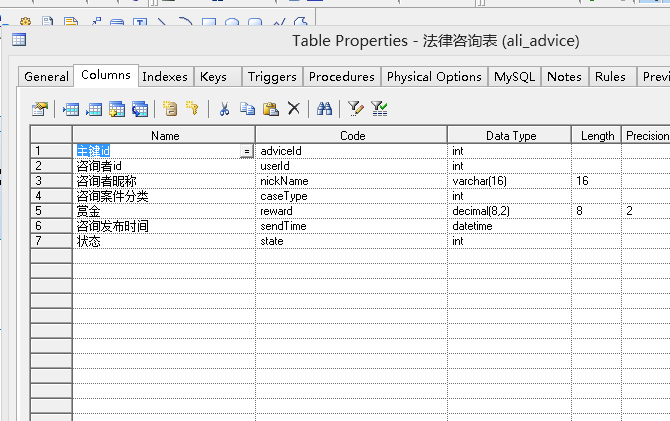 Table Properties - 法律咨询表 (ali_advice)
General Columns Indexes Keys Triggers Procedures Physical Options MySQL Notes Rules Previ
Name Code Data Type Length Precision
1 主键id = adviceId int
2 咨询者id userId int
3 咨询者昵称 nickName varchar(16) 16
4 咨询案件分类 caseType int
5 赏金 reward decimal(8,2) 8 2
6 咨询发布时间 sendTime datetime
7 状态 state int